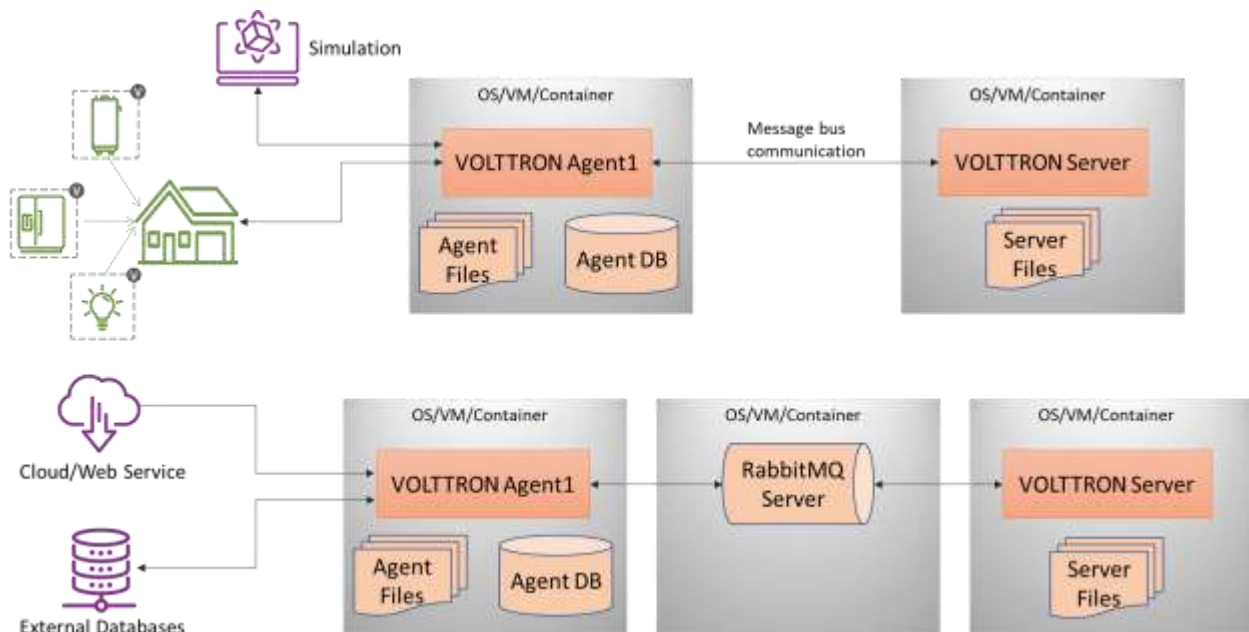 Simulation
OS/VM/Container
OS/VM/Container
V
V
V
VOLTTRON Agent1
Message bus
communication
VOLTTRON Server
Agent
Files
Agent DB
Server
Files
OS/VM/Container
OS/VM/Container
OS/VM/Container
Cloud/Web Service
VOLTTRON Agent1
RabbitMQ
Server
VOLTTRON Server
Agent
Files
Agent DB
Server
Files
External Databases